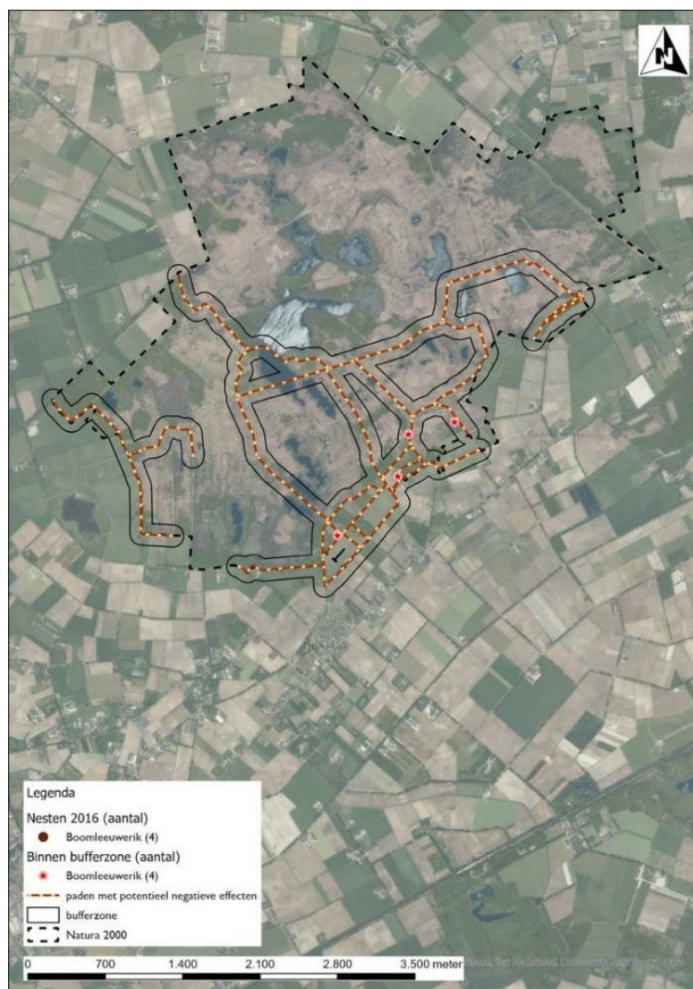 N
Legenda
Nesten 2016 (aantal)
Boomleeuwerik (4)
Binnen bufferzone (aantal)
Boomleeuwerik (4)
paden met potentieel negatieve effecten
bufferzone
Natura 2000
0 700 1.400 2.100 2.800 3.500 meter